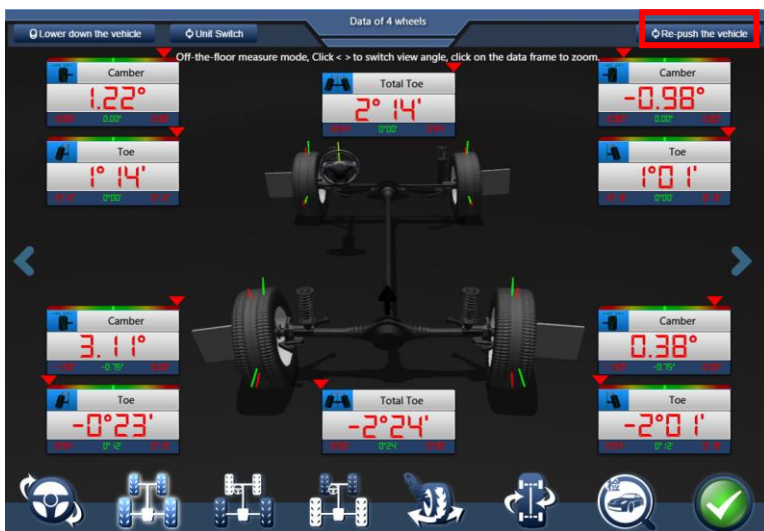 Data of 4 wheels
Lower down the vehicle
Unit Switch
Re-push the vehicle
Off-the-floor measure mode, Click < > to switch view angle, click on the data frame to zoom.
Camber
1.22°
0.00°
Total Toe
2° 14'
0°00'
Camber
-0.98°
0.00°
Toe
1° 14'
0°00'
Toe
1°01'
0°00'
Camber
3.11°
-0.75°
Camber
0.38°
-0.75°
Toe
-0°23'
0°12'
Total Toe
-2°24'
0°24'
Toe
-2°01'
0°12'